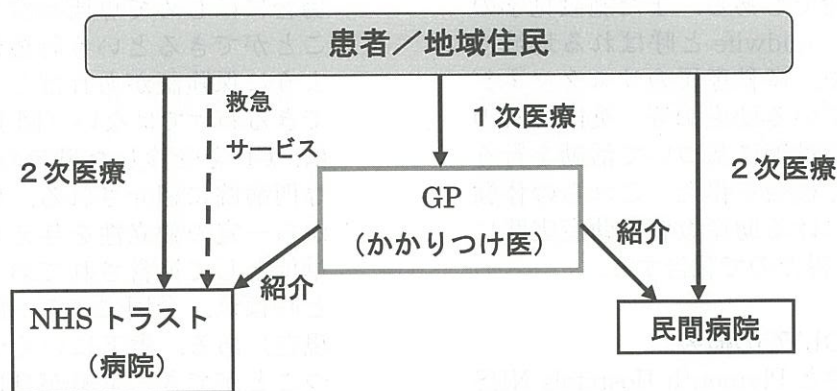 患者／地域住民
救急
サービス
1次医療
2次医療
2次医療
GP
（かかりつけ医）
紹介
紹介
NHS トラスト
（病院）
民間病院